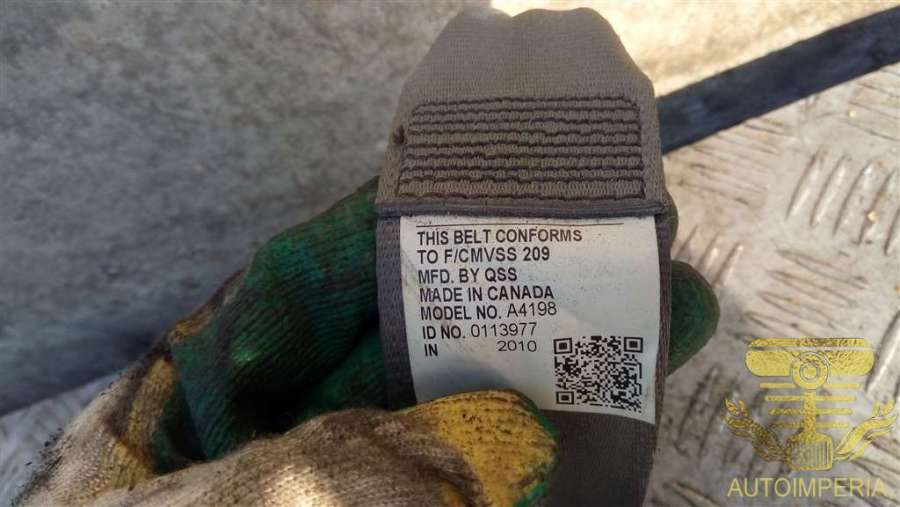 THIS BELT CONFORMS
TO F/CMVSS 209
MFD. BY QSS
MADE IN CANADA
MODEL NO. A4198
ID NO. 0113977
IN 2010
AUTOIMPERIA